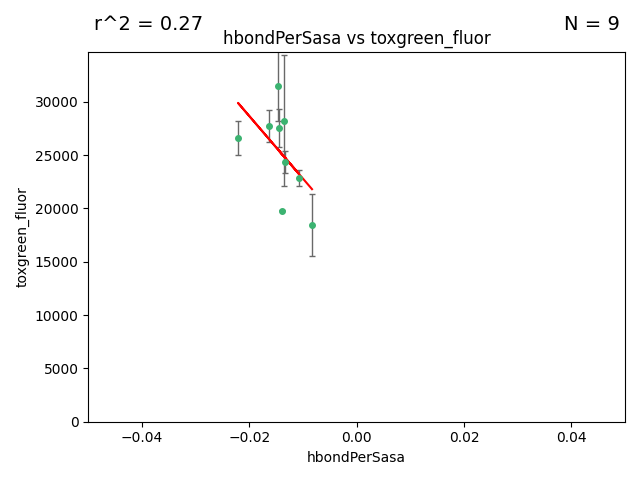 r^2 = 0.27
N = 9
hbondPerSasa vs toxgreen_fluor
toxgreen_fluor
30000
25000
20000
15000
10000
5000
0
−0.04
−0.02
0.00
0.02
0.04
hbondPerSasa